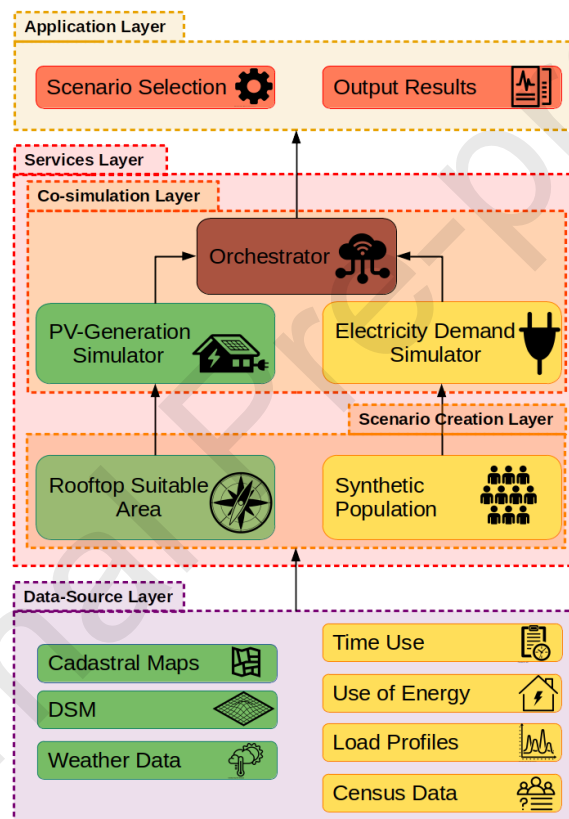 Application Layer
Scenario Selection
Output Results
Services Layer
Co-simulation Layer
Orchestrator
PV-Generation
Simulator
Electricity Demand
Simulator
Scenario Creation Layer
Rooftop Suitable
Area
Synthetic
Population
Data-Source Layer
Cadastral Maps
DSM
Weather Data
Time Use
Use of Energy
Load Profiles
Census Data